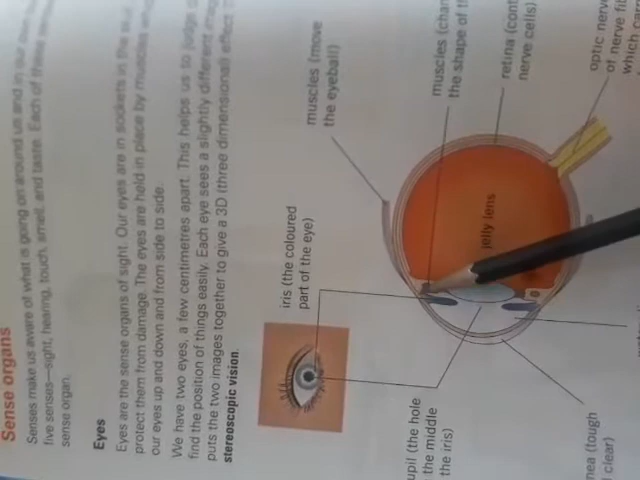 Sense organs
Senses make us aware of what is going on around us and in our
five senses—sight, hearing, touch, smell, and taste. Each of these
sense organ.
Eyes
Eyes are the sense organs of sight. Our eyes are in sockets in the
protect them from damage. The eyes are held in place by muscles
our eyes up and down and from side to side.
We have two eyes, a few centimetres apart. This helps us to judge
find the position of things easily. Each eye sees a slightly different
puts the two images together to give a 3D (three dimensional) effect
stereoscopic vision.
iris (the coloured
part of the eye)
muscles (move
the eyeball)
muscles (chan
the shape of t
retina (cont
nerve cells)
optic nerv
of nerve fi
which
jelly lens
upil (the hole
the middle
the iris)
nea (tough
clear)